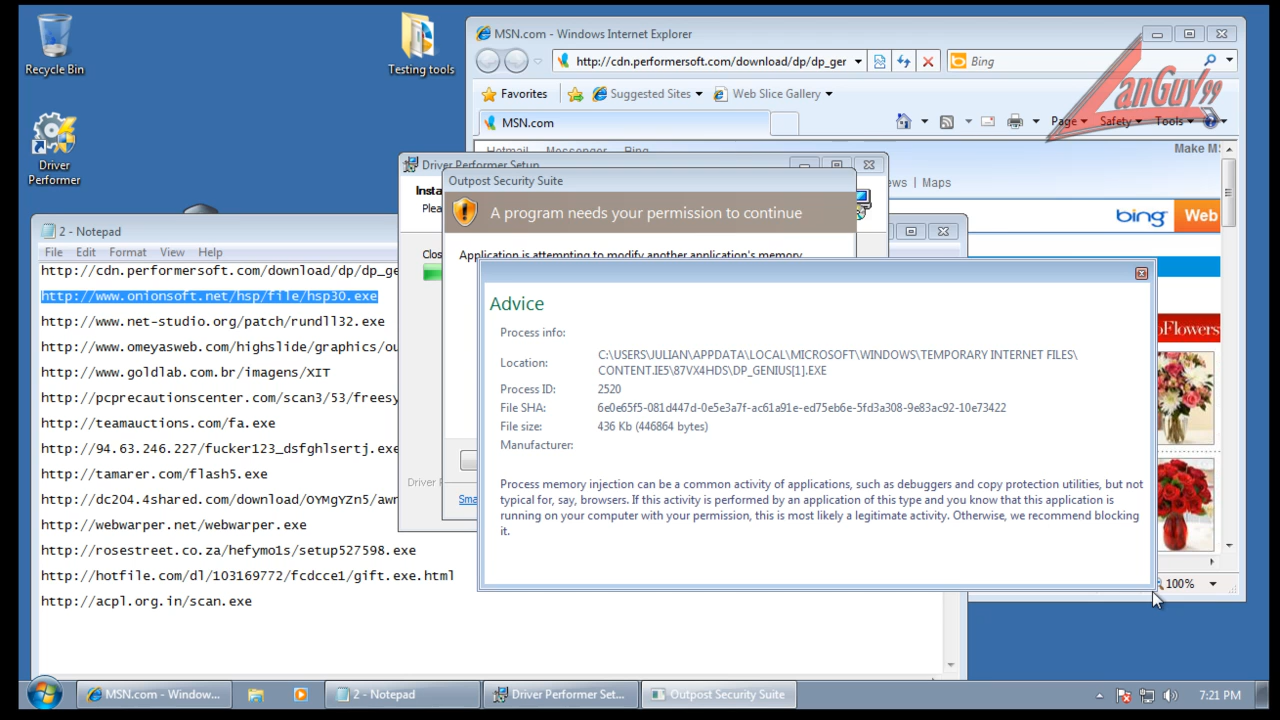 Recycle Bin
Testing tools
Driver
Performer
MSN.com - Windows Internet Explorer
http://cdn.performersoft.com/download/dp/dp_ger
Bing
Favorites
Suggested Sites
Web Slice Gallery
MSN.com
Page
Safety
Tools
anGuy99
Hotmail
Messenger
Bing
Make M
Maps
bing
Web
Driver Performer Setup
Insta
Plea
Clos
Driver
Outpost Security Suite
A program needs your permission to continue
Application is attempting to modify another application's memory
Sma
Advice
Process info:
Location:
C:\USERS\JULIAN\APPDATA\LOCAL\MICROSOFT\WINDOWS\TEMPORARY INTERNET FILES\
CONTENT.IE5\87VX4HDS\DP_GENIUS[1].EXE
Process ID:
2520
File SHA:
6e0e65f5-081d447d-0e5e3a7f-ac61a91e-ed75eb6e-5fd3a308-9e83ac92-10e73422
File size:
436 Kb (446864 bytes)
Manufacturer:
Process memory injection can be a common activity of applications, such as debuggers and copy protection utilities, but not
typical for, say, browsers. If this activity is performed by an application of this type and you know that this application is
running on your computer with your permission, this is most likely a legitimate activity. Otherwise, we recommend blocking
it.
oFlowers
100%
2 - Notepad
File Edit Format View Help
http://cdn.performersoft.com/download/dp/dp_ge
http://www.onionsoft.net/hsp/file/hsp30.exe
http://www.net-studio.org/patch/rundll32.exe
http://www.omeyasweb.com/highslide/graphics/ou
http://www.goldlab.com.br/imagens/XIT
http://pcprecautionscenter.com/scan3/53/freesy
http://teamauctions.com/fa.exe
http://94.63.246.227/fucker123_dsfghlsertj.exe
http://tamarer.com/flash5.exe
http://dc204.4shared.com/download/OYMgYZn5/awr
http://webwarper.net/webwarper.exe
http://rosestreet.co.za/hefymo1s/setup527598.exe
http://hotfile.com/dl/103169772/fcdcce1/gift.exe.html
http://acpl.org.in/scan.exe
MSN.com - Window...
2 - Notepad
Driver Performer Set...
Outpost Security Suite
7:21 PM